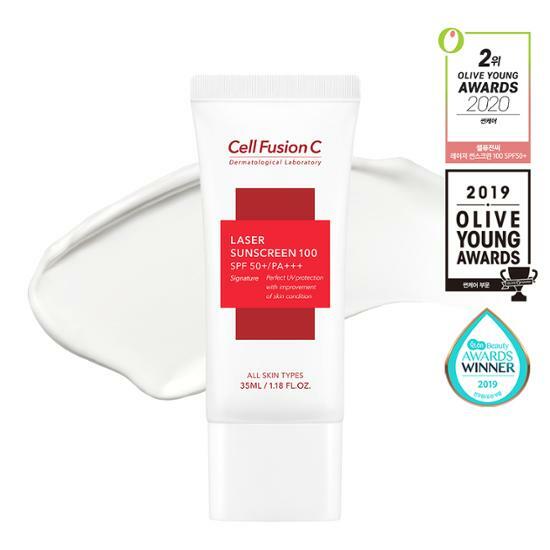 Cell Fusion C
Dermatological Laboratory
LASER
SUNSCREEN 100
SPF 50+/PA+++
Signature Perfect UV protection
with improvement
of skin condition
ALL SKIN TYPES
35ML / 1.18 FL.OZ.
2위
OLIVE YOUNG
AWARDS
2020
썬케어
셀퓨전씨
레이저 썬스크린 100 SPF50+
2019
OLIVE
YOUNG
AWARDS
썬케어 부문
Beauty
AWARDS
WINNER
2019